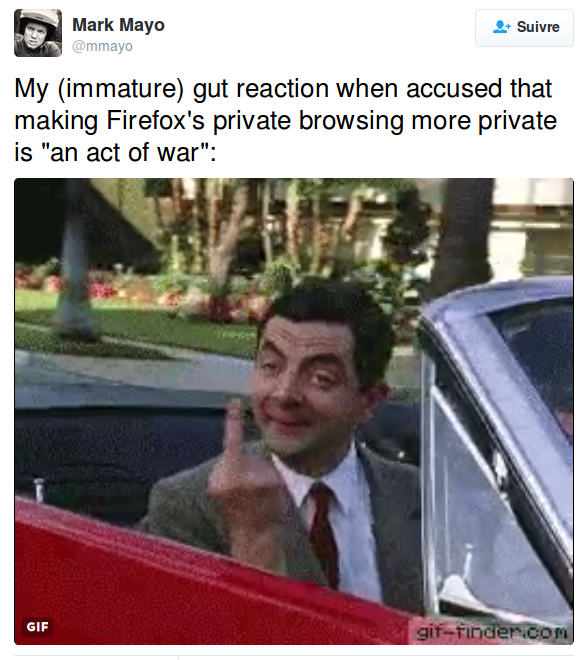 Mark Mayo
@mmayo
Suivre
My (immature) gut reaction when accused that
making Firefox's private browsing more private
is "an act of war":
GIF
gif-finder.com